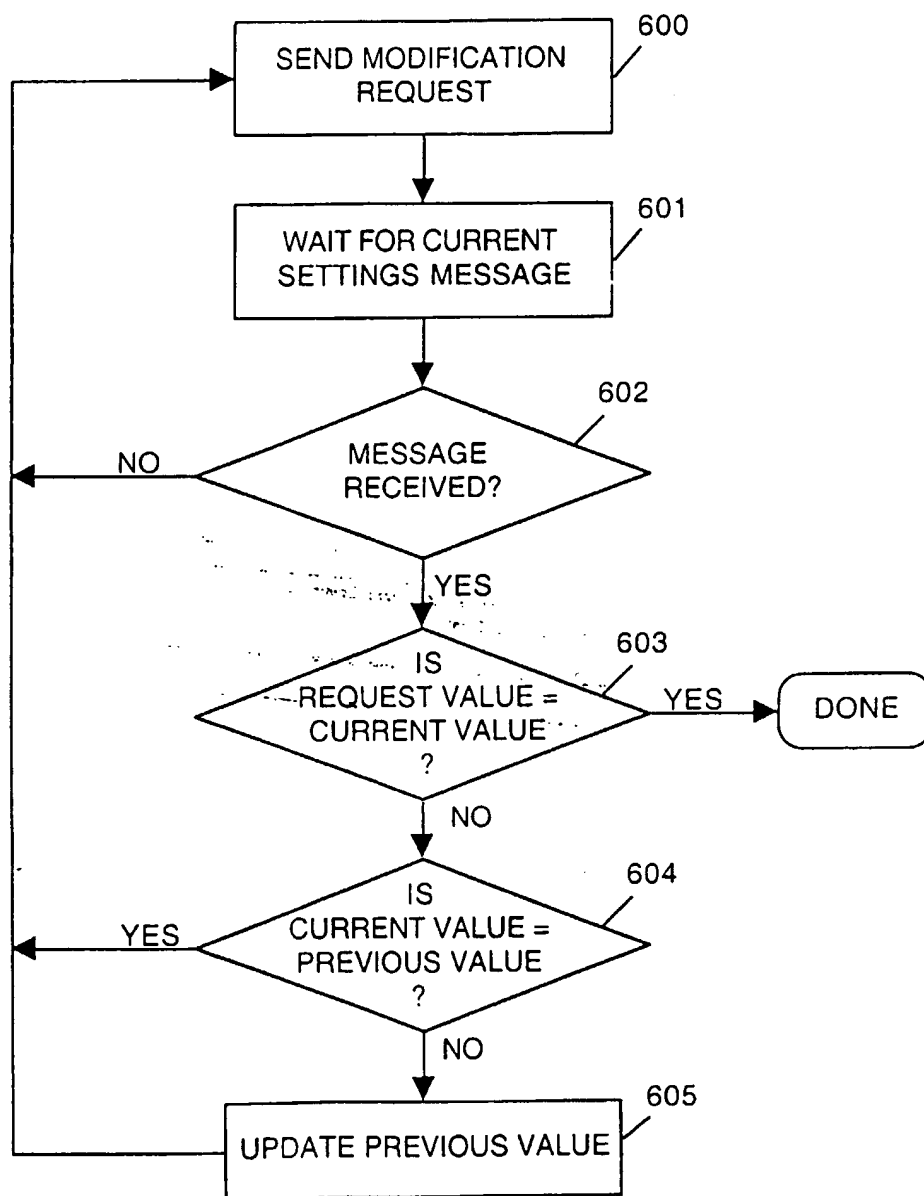 600
SEND MODIFICATION
REQUEST
601
WAIT FOR CURRENT
SETTINGS MESSAGE
602
MESSAGE
RECEIVED?
NO
YES
603
IS
REQUEST VALUE =
CURRENT VALUE
?
YES
DONE
NO
604
IS
CURRENT VALUE =
PREVIOUS VALUE
?
YES
NO
605
UPDATE PREVIOUS VALUE